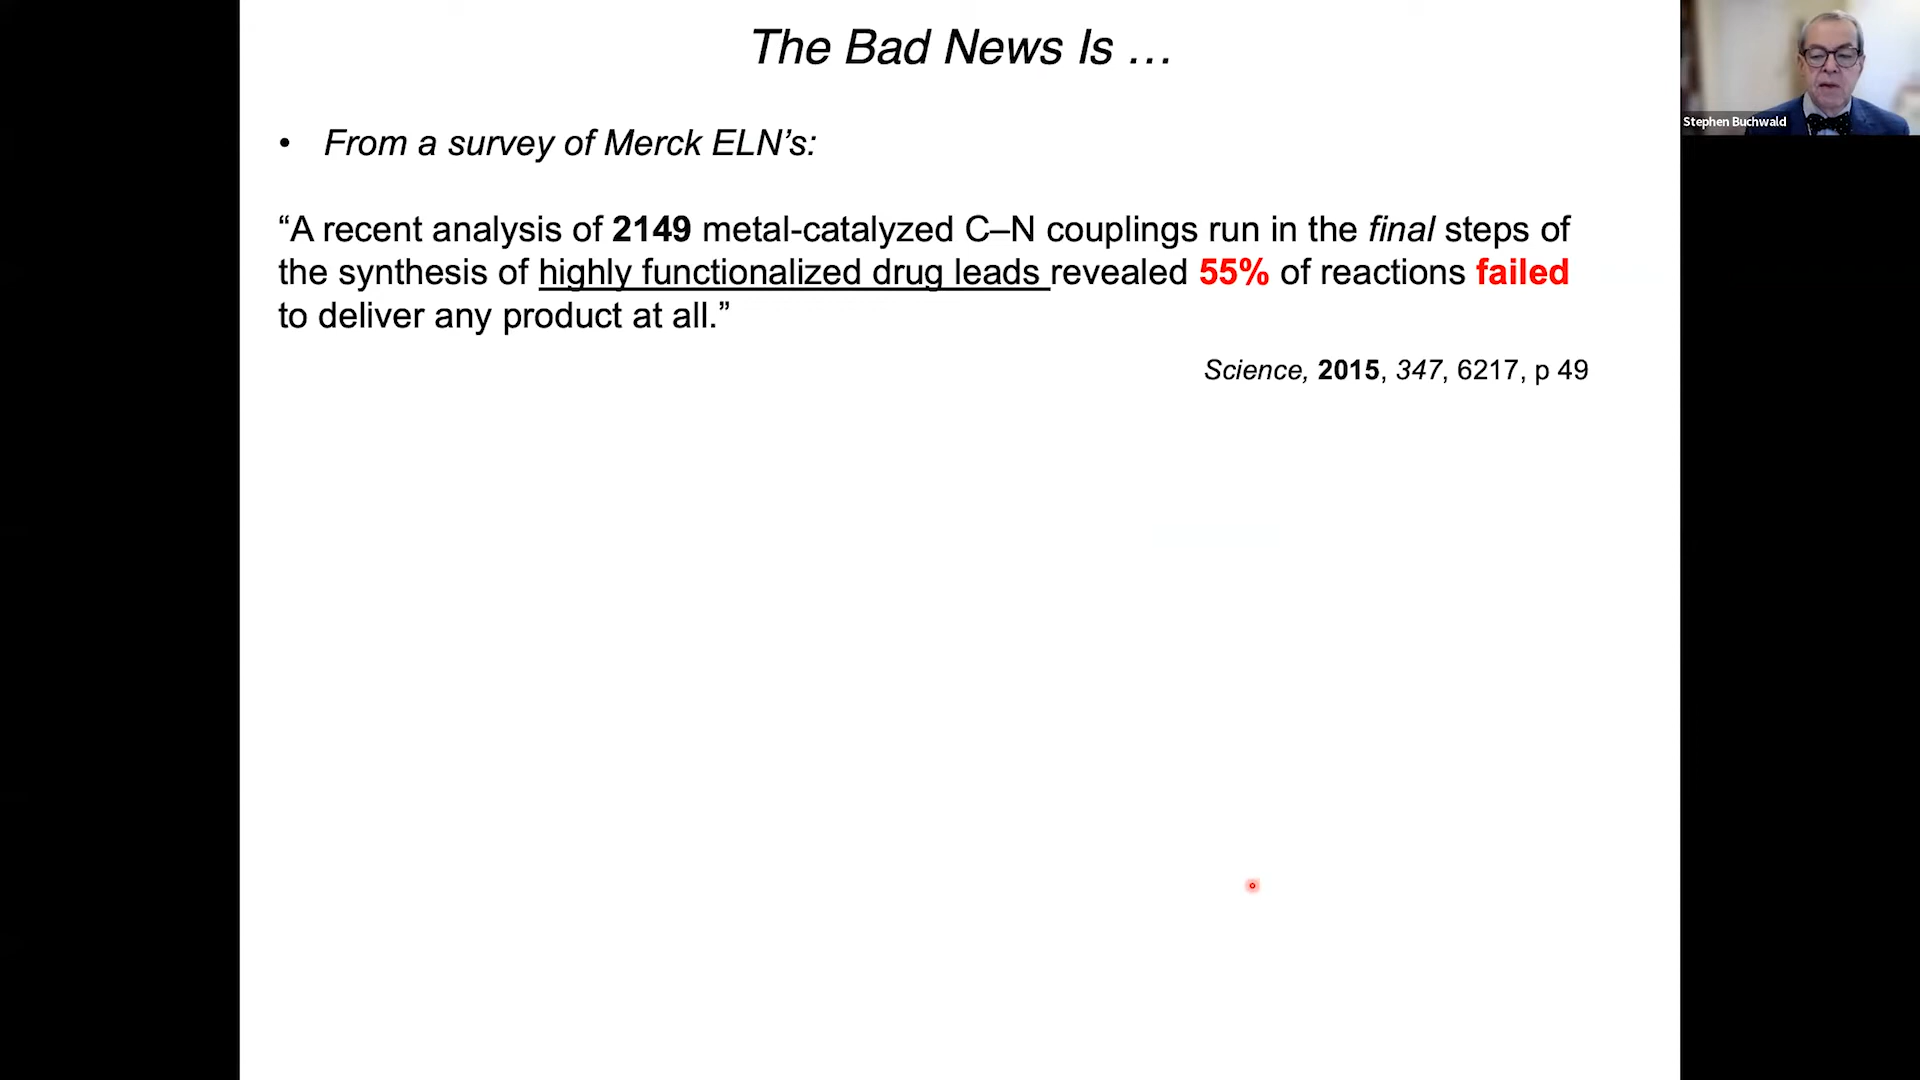 The Bad News Is …
Stephen Buchwald
• From a survey of Merck ELN’s:
“A recent analysis of 2149 metal-catalyzed C–N couplings run in the final steps of
the synthesis of highly functionalized drug leads revealed 55% of reactions failed
to deliver any product at all.”
Science, 2015, 347, 6217, p 49